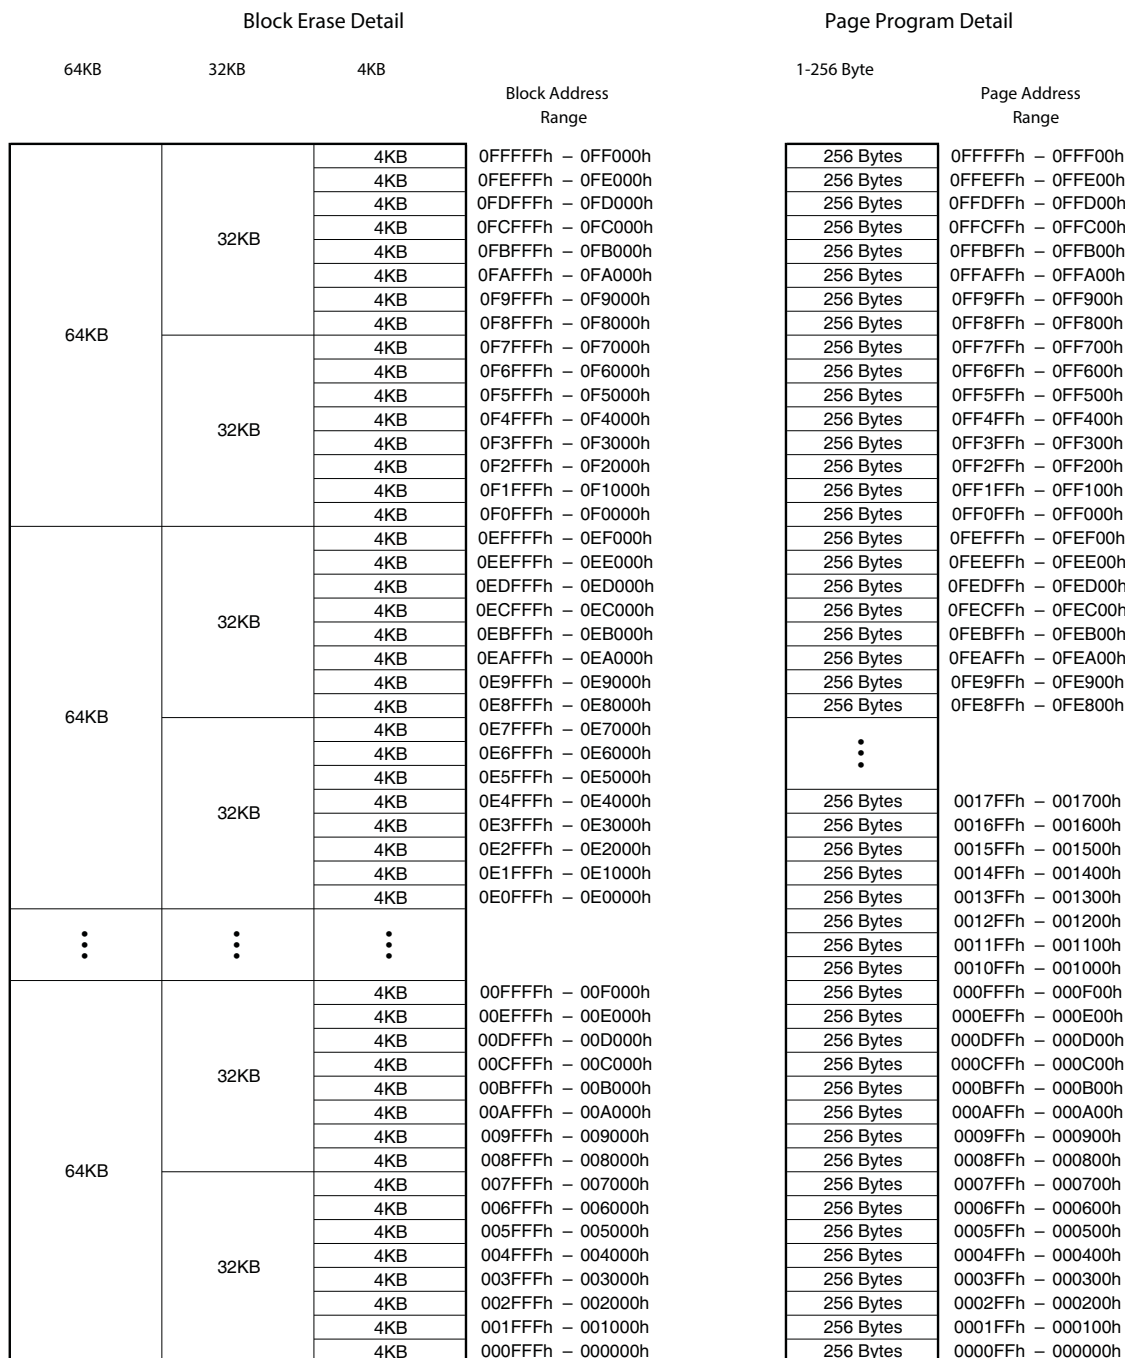 Block Erase Detail Page Program Detail
64KB 32KB 4KB 1-256 Byte
Block Address Page Address
Range Range
4KB 0FFFFFh – 0FF000h 256 Bytes 0FFFFFh – 0FFF00h
4KB 0FEFFFh – 0FE000h 256 Bytes 0FFEFFh – 0FFE00h
4KB 0FDFFFh – 0FD000h 256 Bytes 0FFDFFh – 0FFD00h
4KB 0FCFFFh – 0FC000h 256 Bytes 0FFCFFh – 0FFC00h
32KB
4KB 0FBFFFh – 0FB000h 256 Bytes 0FFBFFh – 0FFB00h
4KB 0FAFFFh – 0FA000h 256 Bytes 0FFAFFh – 0FFA00h
4KB 0F9FFFh – 0F9000h 256 Bytes 0FF9FFh – 0FF900h
4KB 0F8FFFh – 0F8000h 256 Bytes 0FF8FFh – 0FF800h
64KB
4KB 0F7FFFh – 0F7000h 256 Bytes 0FF7FFh – 0FF700h
4KB 0F6FFFh – 0F6000h 256 Bytes 0FF6FFh – 0FF600h
4KB 0F5FFFh – 0F5000h 256 Bytes 0FF5FFh – 0FF500h
4KB 0F4FFFh – 0F4000h 256 Bytes 0FF4FFh – 0FF400h
32KB
4KB 0F3FFFh – 0F3000h 256 Bytes 0FF3FFh – 0FF300h
4KB 0F2FFFh – 0F2000h 256 Bytes 0FF2FFh – 0FF200h
4KB 0F1FFFh – 0F1000h 256 Bytes 0FF1FFh – 0FF100h
4KB 0F0FFFh – 0F0000h 256 Bytes 0FF0FFh – 0FF000h
4KB 0EFFFFh – 0EF000h 256 Bytes 0FEFFFh – 0FEF00h
4KB 0EEFFFh – 0EE000h 256 Bytes 0FEEFFh – 0FEE00h
4KB 0EDFFFh – 0ED000h 256 Bytes 0FEDFFh – 0FED00h
4KB 0ECFFFh – 0EC000h 256 Bytes 0FECFFh – 0FEC00h
32KB
4KB 0EBFFFh – 0EB000h 256 Bytes 0FEBFFh – 0FEB00h
4KB 0EAFFFh – 0EA000h 256 Bytes 0FEAFFh – 0FEA00h
4KB 0E9FFFh – 0E9000h 256 Bytes 0FE9FFh – 0FE900h
4KB 0E8FFFh – 0E8000h 256 Bytes 0FE8FFh – 0FE800h
64KB
4KB 0E7FFFh – 0E7000h
4KB 0E6FFFh – 0E6000h
4KB 0E5FFFh – 0E5000h
4KB 0E4FFFh – 0E4000h 256 Bytes 0017FFh – 001700h
32KB
4KB 0E3FFFh – 0E3000h 256 Bytes 0016FFh – 001600h
4KB 0E2FFFh – 0E2000h 256 Bytes 0015FFh – 001500h
4KB 0E1FFFh – 0E1000h 256 Bytes 0014FFh – 001400h
4KB 0E0FFFh – 0E0000h 256 Bytes 0013FFh – 001300h
256 Bytes 0012FFh – 001200h
256 Bytes 0011FFh – 001100h
256 Bytes 0010FFh – 001000h
4KB 00FFFFh – 00F000h 256 Bytes 000FFFh – 000F00h
4KB 00EFFFh – 00E000h 256 Bytes 000EFFh – 000E00h
4KB 00DFFFh – 00D000h 256 Bytes 000DFFh – 000D00h
4KB 00CFFFh – 00C000h 256 Bytes 000CFFh – 000C00h
32KB
4KB 00BFFFh – 00B000h 256 Bytes 000BFFh – 000B00h
4KB 00AFFFh – 00A000h 256 Bytes 000AFFh – 000A00h
4KB 009FFFh – 009000h 256 Bytes 0009FFh – 000900h
4KB 008FFFh – 008000h 256 Bytes 0008FFh – 000800h
64KB
4KB 007FFFh – 007000h 256 Bytes 0007FFh – 000700h
4KB 006FFFh – 006000h 256 Bytes 0006FFh – 000600h
4KB 005FFFh – 005000h 256 Bytes 0005FFh – 000500h
4KB 004FFFh – 004000h 256 Bytes 0004FFh – 000400h
32KB
4KB 003FFFh – 003000h 256 Bytes 0003FFh – 000300h
4KB 002FFFh – 002000h 256 Bytes 0002FFh – 000200h
4KB 001FFFh – 001000h 256 Bytes 0001FFh – 000100h
4KB 000FFFh – 000000h 256 Bytes 0000FFh – 000000h